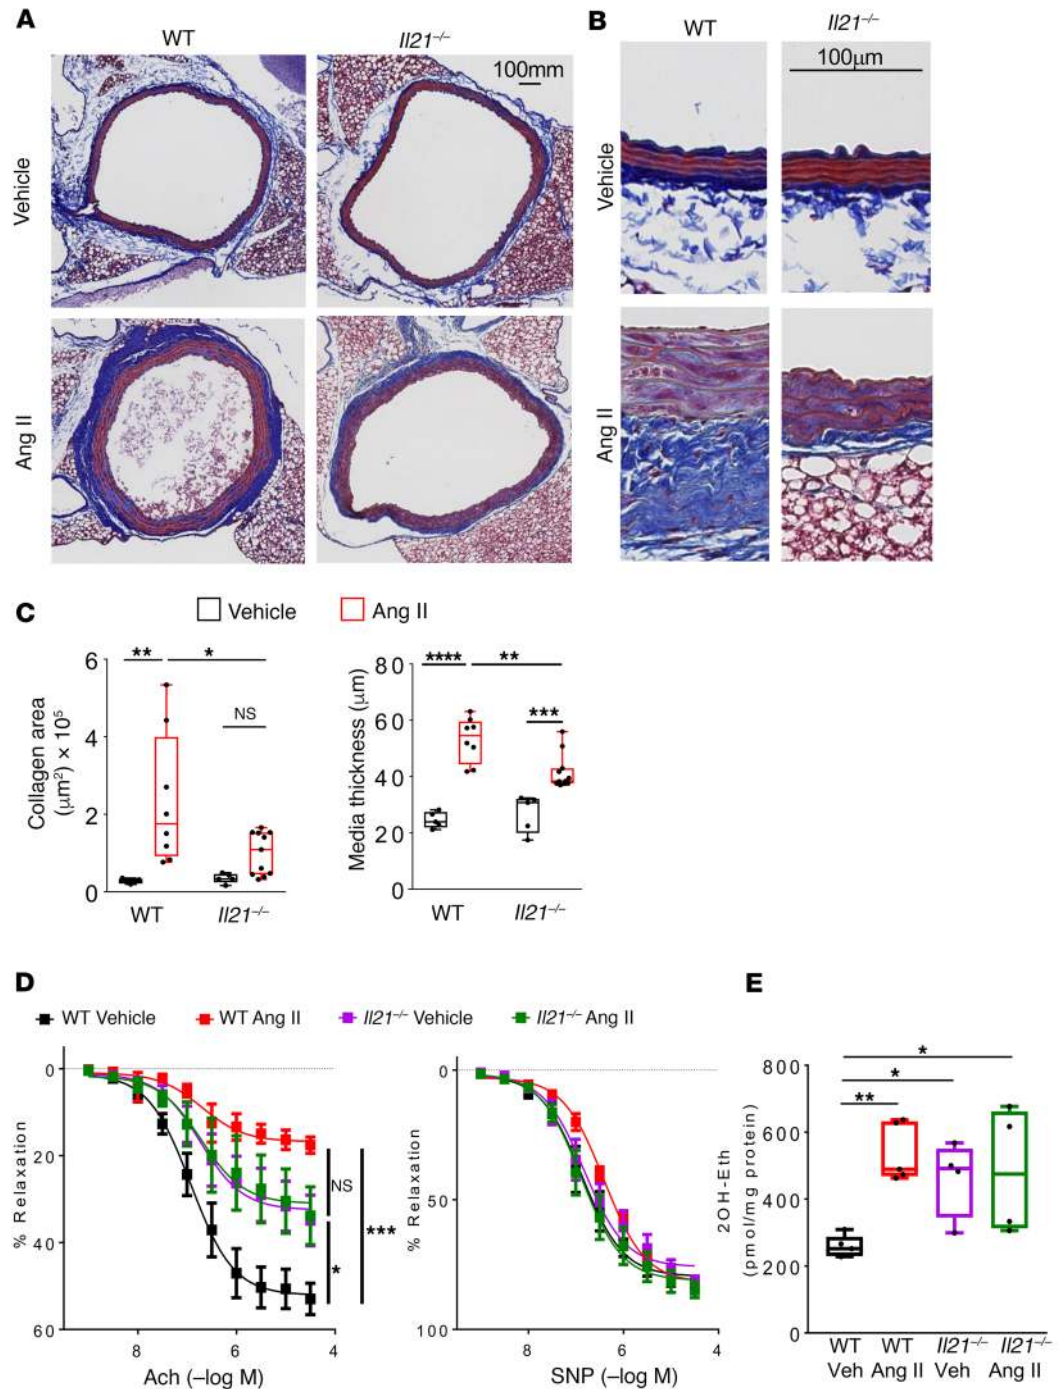 A
WT
Il21–/–
100mm
Vehicle
Ang II
B
WT
Il21–/–
100μm
Vehicle
Ang II
C
Vehicle
Ang II
Collagen area
(μm²) × 10⁵
6
4
2
0
**
*
NS
WT
Il21–/–
Media thickness (μm)
80
60
40
20
0
****
**
***
WT
Il21–/–
D
WT Vehicle
WT Ang II
Il21–/– Vehicle
Il21–/– Ang II
% Relaxation
0
20
40
60
NS
*
***
8
6
4
Ach (–log M)
% Relaxation
0
50
100
8
6
4
SNP (–log M)
E
2OH-Eth
(pmol/mg protein)
800
600
400
200
0
*
*
**
WT
Veh
WT
Ang II
Il21–/–
Veh
Il21–/–
Ang II